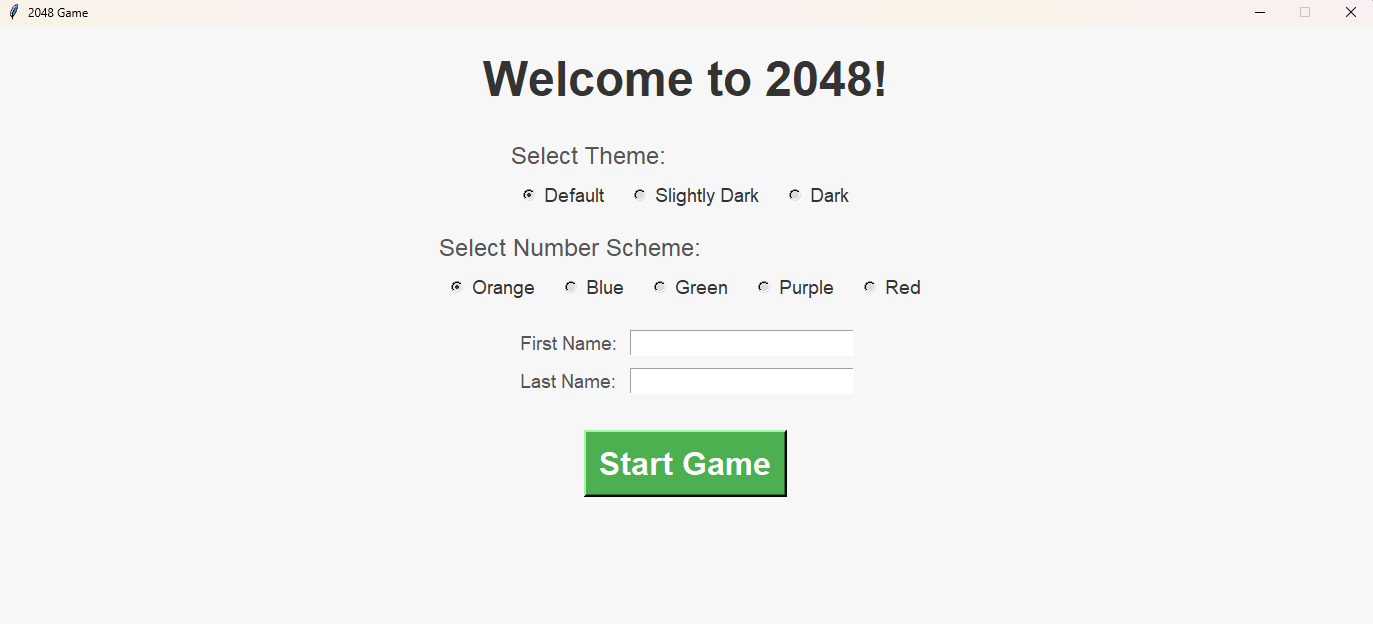 2048 Game
Welcome to 2048!
Select Theme:
Default Slightly Dark Dark
Select Number Scheme:
Orange Blue Green Purple Red
First Name:
Last Name:
Start Game